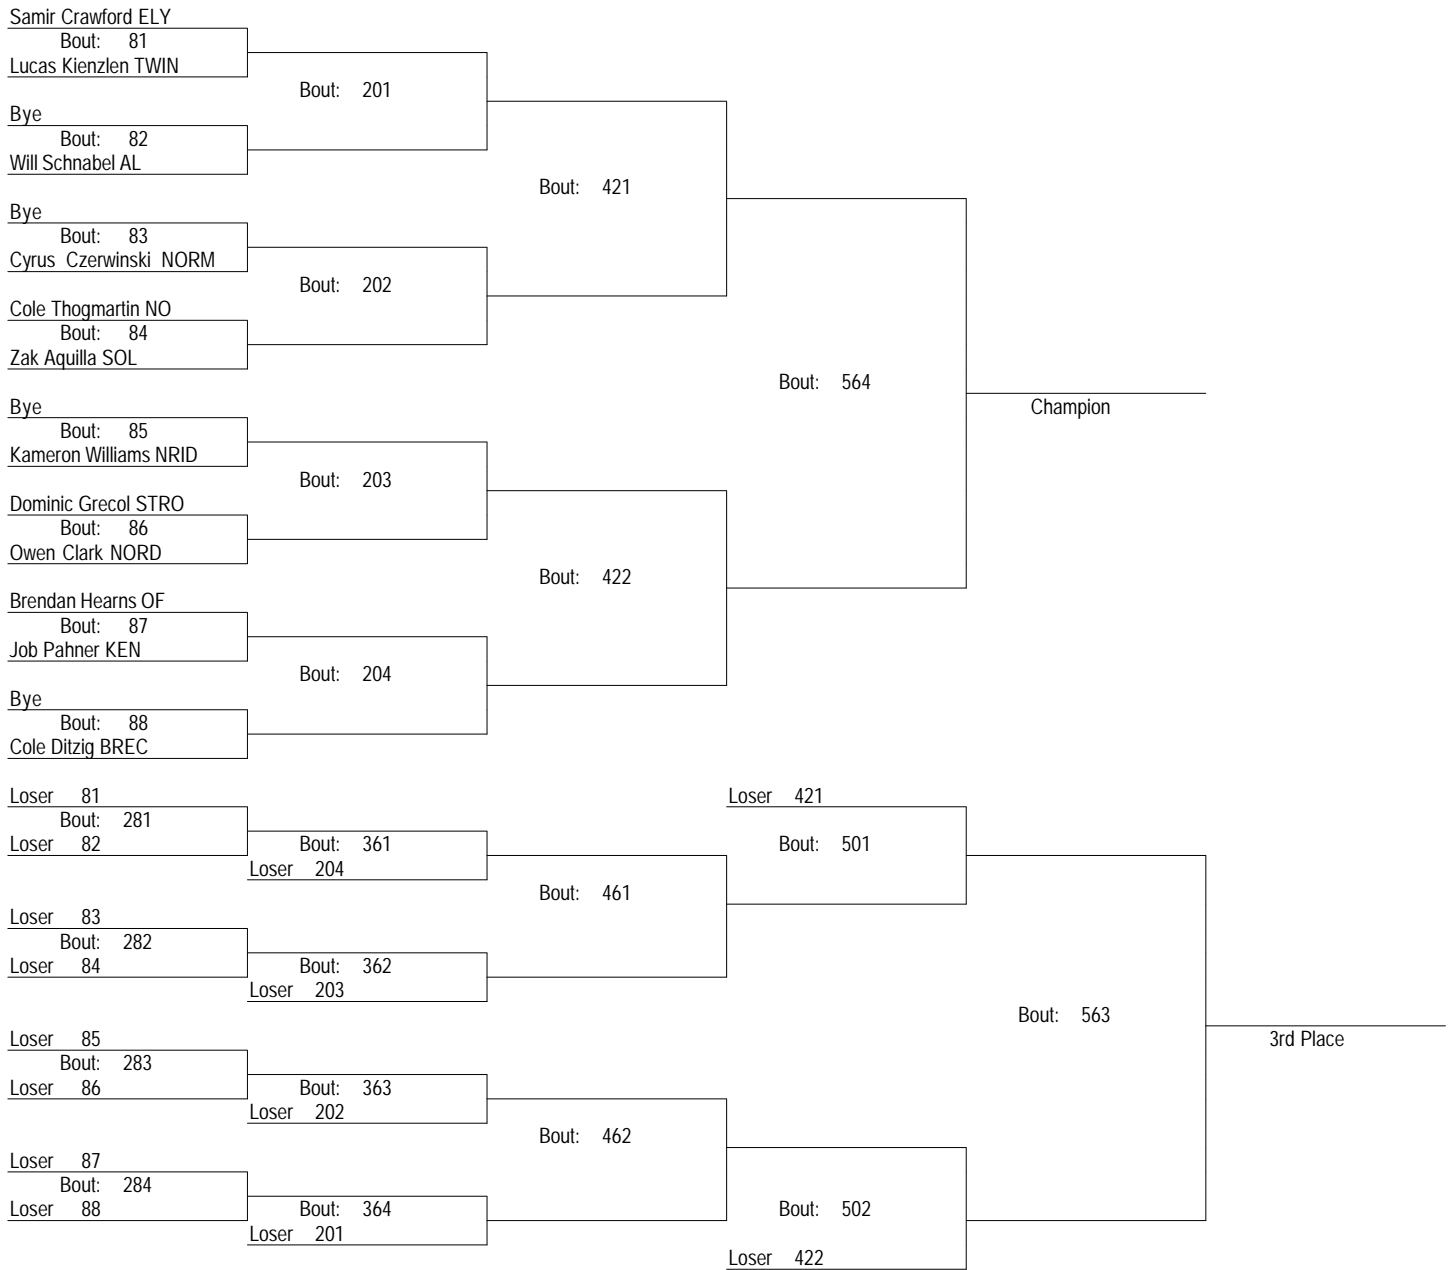 Samir Crawford ELY
Bout: 81
Lucas Kienzlen TWIN
Bout: 201
Bye
Bout: 82
Will Schnabel AL
Bout: 421
Bye
Bout: 83
Cyrus Czerwinski NORM
Bout: 202
Cole Thogmartin NO
Bout: 84
Zak Aquilla SOL
Bout: 564
Champion
Bye
Bout: 85
Kameron Williams NRID
Bout: 203
Dominic Grecol STRO
Bout: 86
Owen Clark NORD
Bout: 422
Brendan Hearns OF
Bout: 87
Job Pahner KEN
Bout: 204
Bye
Bout: 88
Cole Ditzig BREC
Loser 81
Bout: 281
Loser 82
Bout: 361
Loser 204
Loser 421
Bout: 501
Bout: 461
Loser 83
Bout: 282
Loser 84
Bout: 362
Loser 203
Bout: 563
3rd Place
Loser 85
Bout: 283
Loser 86
Bout: 363
Loser 202
Bout: 462
Loser 87
Bout: 284
Loser 88
Bout: 364
Loser 201
Bout: 502
Loser 422